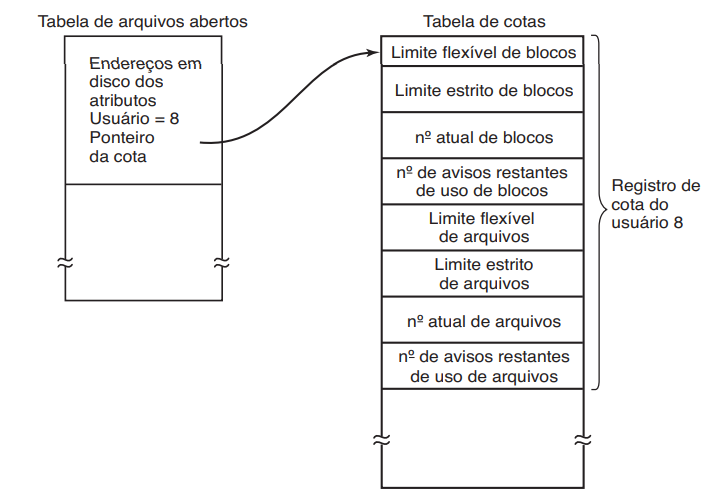 Tabela de arquivos abertos
Endereços em
disco dos
atributos
Usuário = 8
Ponteiro
da cota
Tabela de cotas
Limite flexível de blocos
Limite estrito de blocos
nº atual de blocos
nº de avisos restantes
de uso de blocos
Limite flexível
de arquivos
Limite estrito
de arquivos
nº atual de arquivos
nº de avisos restantes
de uso de arquivos
Registro de
cota do
usuário 8